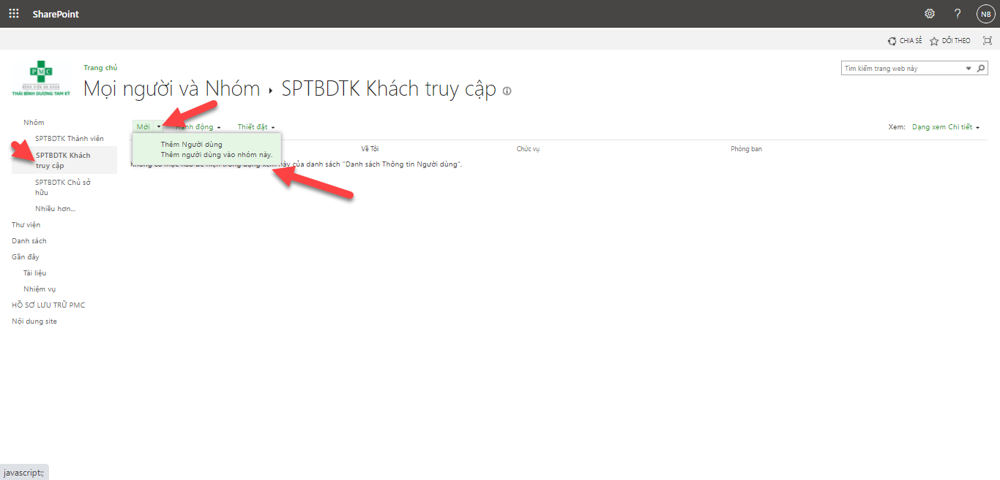 SharePoint
NB
CHIA SẺ
DÕI THEO
PMC
BỆNH VIỆN ĐA KHOA
THÁI BÌNH DƯƠNG TAM KỲ
Trang chủ
Mọi người và Nhóm ▸ SPTBDTK Khách truy cập
Tìm kiếm trang web này
Nhóm
SPTBDTK Thành viên
SPTBDTK Khách
truy cập
SPTBDTK Chủ sở
hữu
Nhiều hơn...
Thư viện
Danh sách
Gần đây
Tài liệu
Nhiệm vụ
HỒ SƠ LƯU TRỮ PMC
Nội dung site
Mới
Hành động
Thiết đặt
Xem: Dạng xem Chi tiết
Thêm Người dùng
Thêm người dùng vào nhóm này.
Về Tôi
Chức vụ
Phòng ban
Không có mục nào để hiện trong dạng xem này của danh sách "Danh sách Thông tin Người dùng".
javascript:;